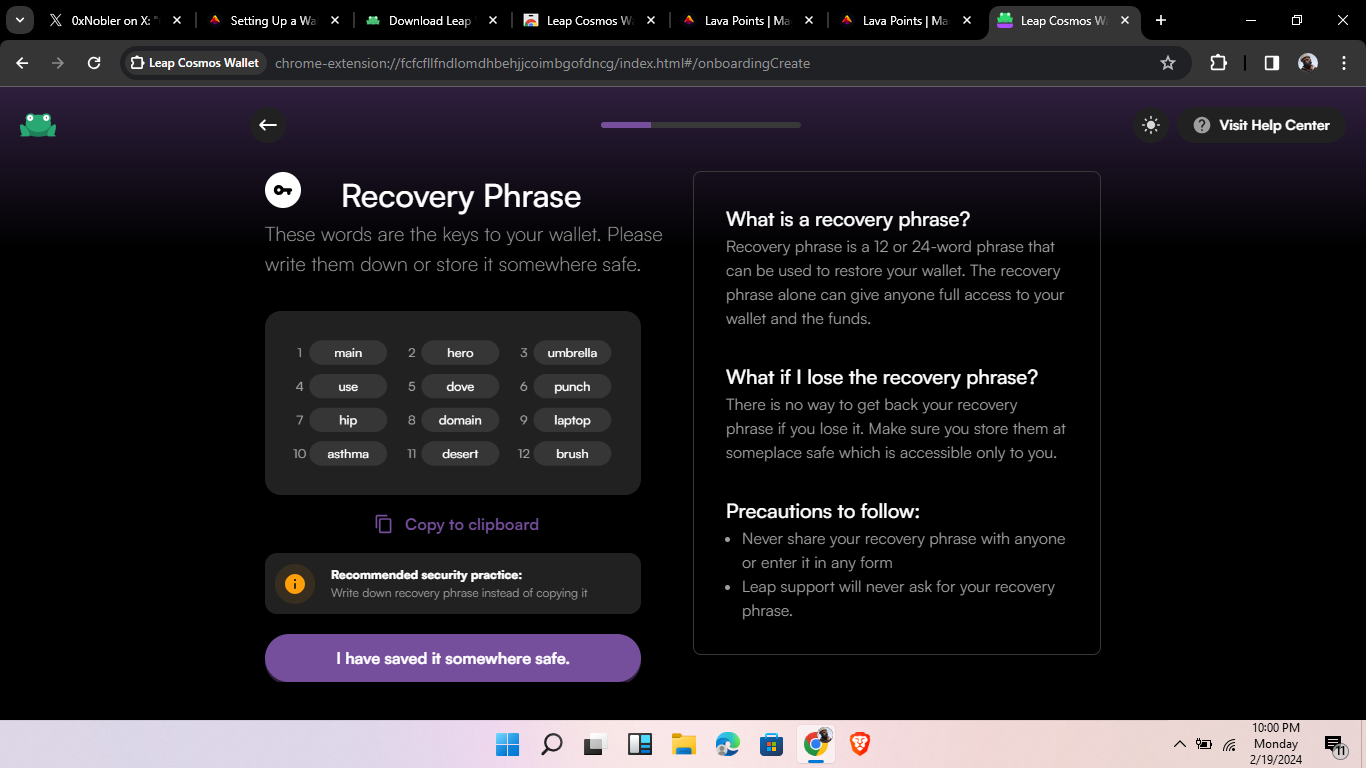 0xNobler on X: "
Setting Up a Wa
Download Leap
Leap Cosmos W
Lava Points | Ma
Lava Points | Ma
Leap Cosmos W
Leap Cosmos Wallet
chrome-extension://fcfcfllfndlomdhbehjjcoimbgofdncg/index.html#/onboardingCreate
Visit Help Center
Recovery Phrase
These words are the keys to your wallet. Please
write them down or store it somewhere safe.
1 main 2 hero 3 umbrella
4 use 5 dove 6 punch
7 hip 8 domain 9 laptop
10 asthma 11 desert 12 brush
Copy to clipboard
Recommended security practice:
Write down recovery phrase instead of copying it
I have saved it somewhere safe.
What is a recovery phrase?
Recovery phrase is a 12 or 24-word phrase that
can be used to restore your wallet. The recovery
phrase alone can give anyone full access to your
wallet and the funds.
What if I lose the recovery phrase?
There is no way to get back your recovery
phrase if you lose it. Make sure you store them at
someplace safe which is accessible only to you.
Precautions to follow:
• Never share your recovery phrase with anyone
or enter it in any form
• Leap support will never ask for your recovery
phrase.
10:00 PM
Monday
2/19/2024
11